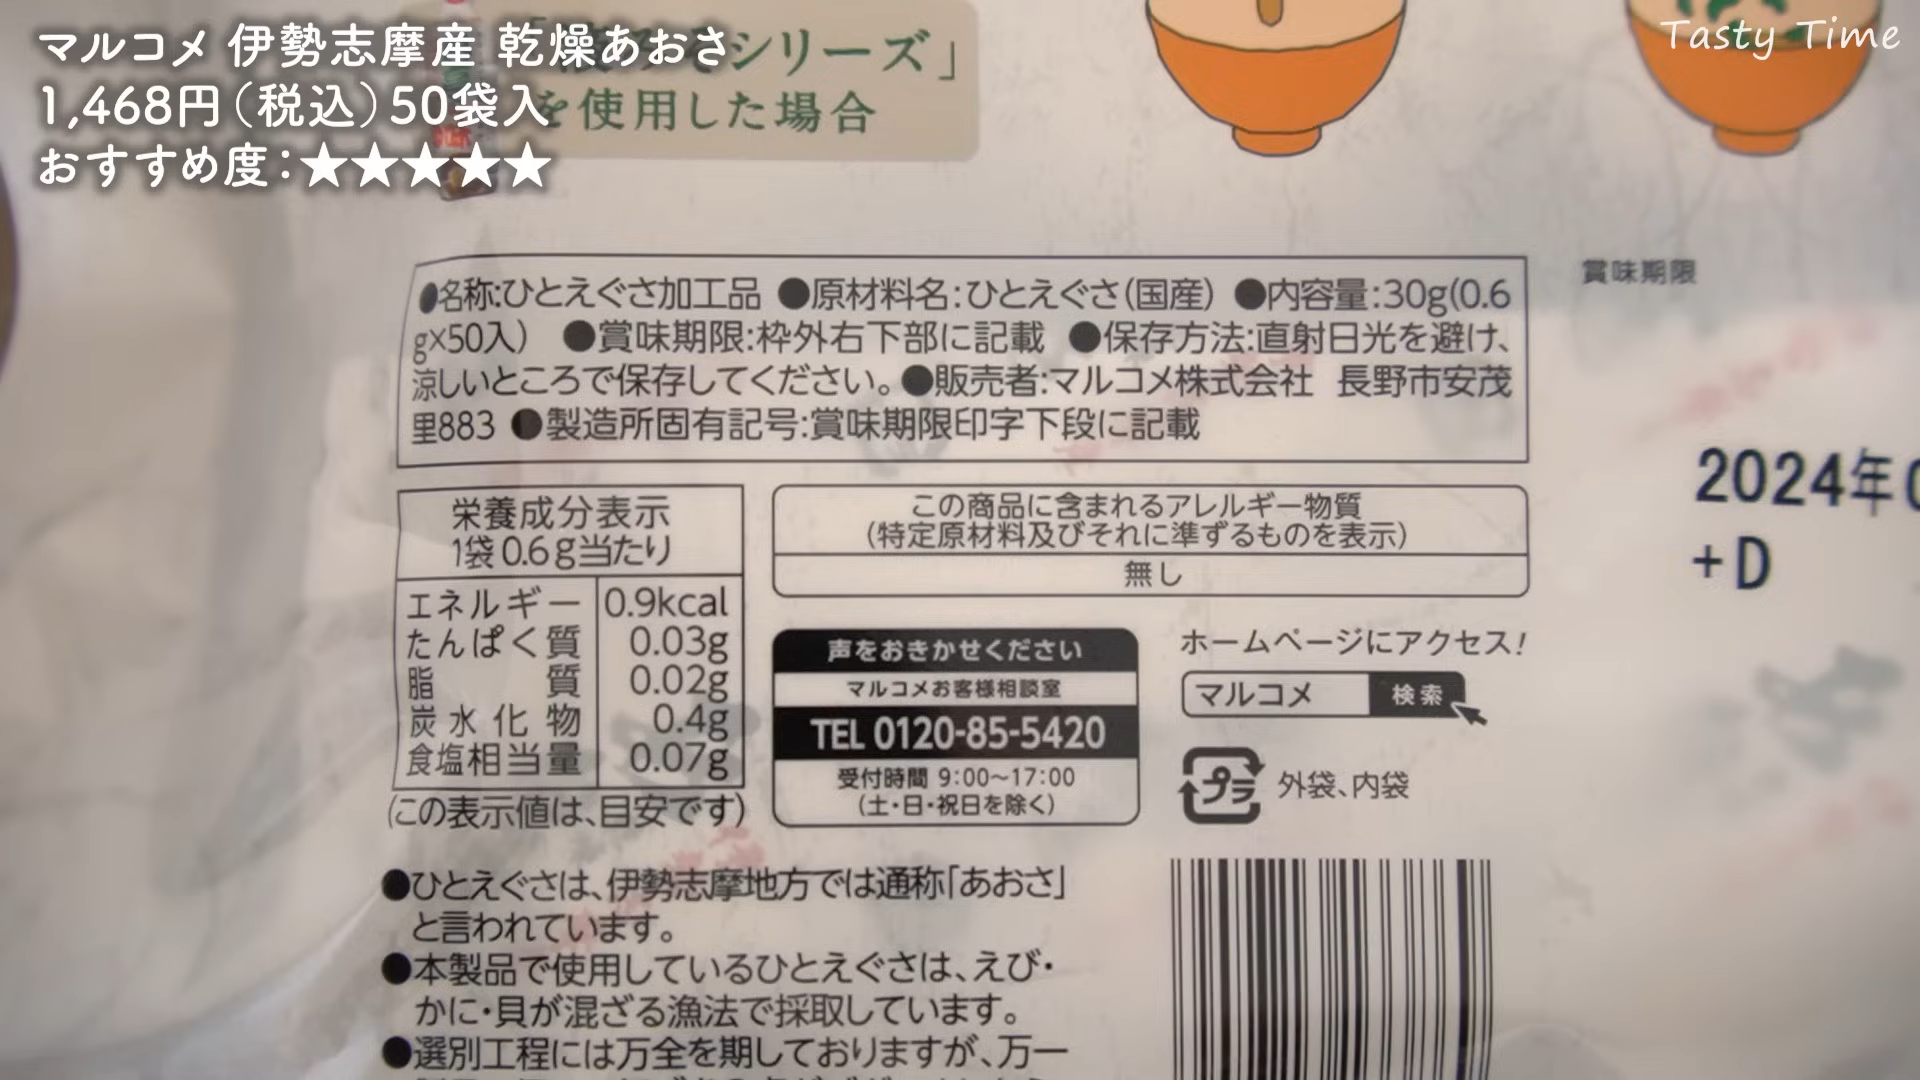 マルコメ 伊勢志摩産 乾燥あおさ
1,468円（税込）50袋入
おすすめ度：★★★★★
Tasty Time
シリーズ」
を使用した場合
●名称:ひとえぐさ加工品 ●原材料名:ひとえぐさ(国産) ●内容量:30g(0.6
g×50入) ●賞味期限:枠外右下部に記載 ●保存方法:直射日光を避け、
涼しいところで保存してください。●販売者:マルコメ株式会社 長野市安茂
里883 ●製造所固有記号:賞味期限印字下段に記載
賞味期限
2024年
+D
栄養成分表示
1袋0.6g当たり
エネルギー 0.9kcal
たんぱく質 0.03g
脂質 0.02g
炭水化物 0.4g
食塩相当量 0.07g
(この表示値は、目安です)
この商品に含まれるアレルギー物質
(特定原材料及びそれに準ずるものを表示)
無し
声をおきかせください
マルコメお客様相談室
TEL 0120-85-5420
受付時間 9:00～17:00
(土・日・祝日を除く)
ホームページにアクセス!
マルコメ 検索
プラ 外袋、内袋
●ひとえぐさは、伊勢志摩地方では通称「あおさ」
と言われています。
●本製品で使用しているひとえぐさは、えび・
かに・貝が混ざる漁法で採取しています。
●選別工程には万全を期しておりますが、万一